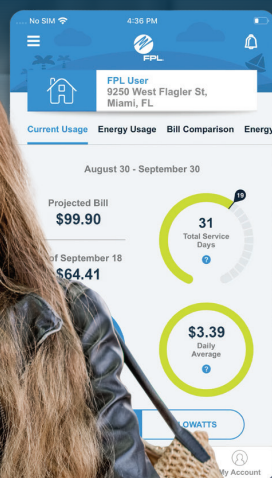 No SIM 4:36 PM
FPL.
FPL User
9250 West Flagler St,
Miami, FL
Current Usage Energy Usage Bill Comparison Energy
August 30 - September 30
Projected
Bill
$99.90
of September 18
$64.41
19
31
Total Service
Days
?
$3.39
Daily
Average
?
LOWATTS
My Account